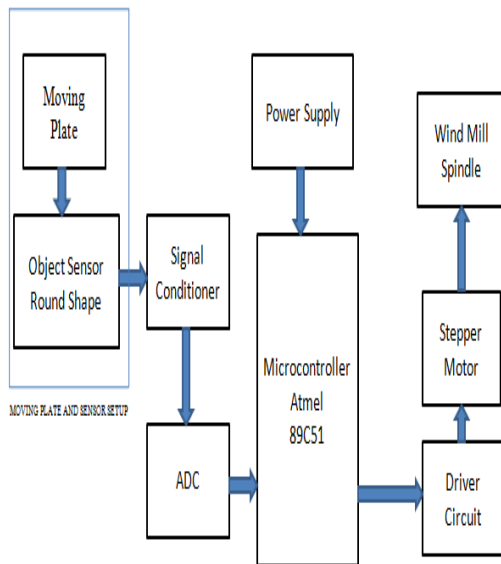 Moving
Plate
Object Sensor
Round Shape
MOVING PLATE AND SENSOR SETUP
Signal
Conditioner
ADC
Power Supply
Microcontroller
Atmel
89C51
Wind Mill
Spindle
Stepper
Motor
Driver
Circuit